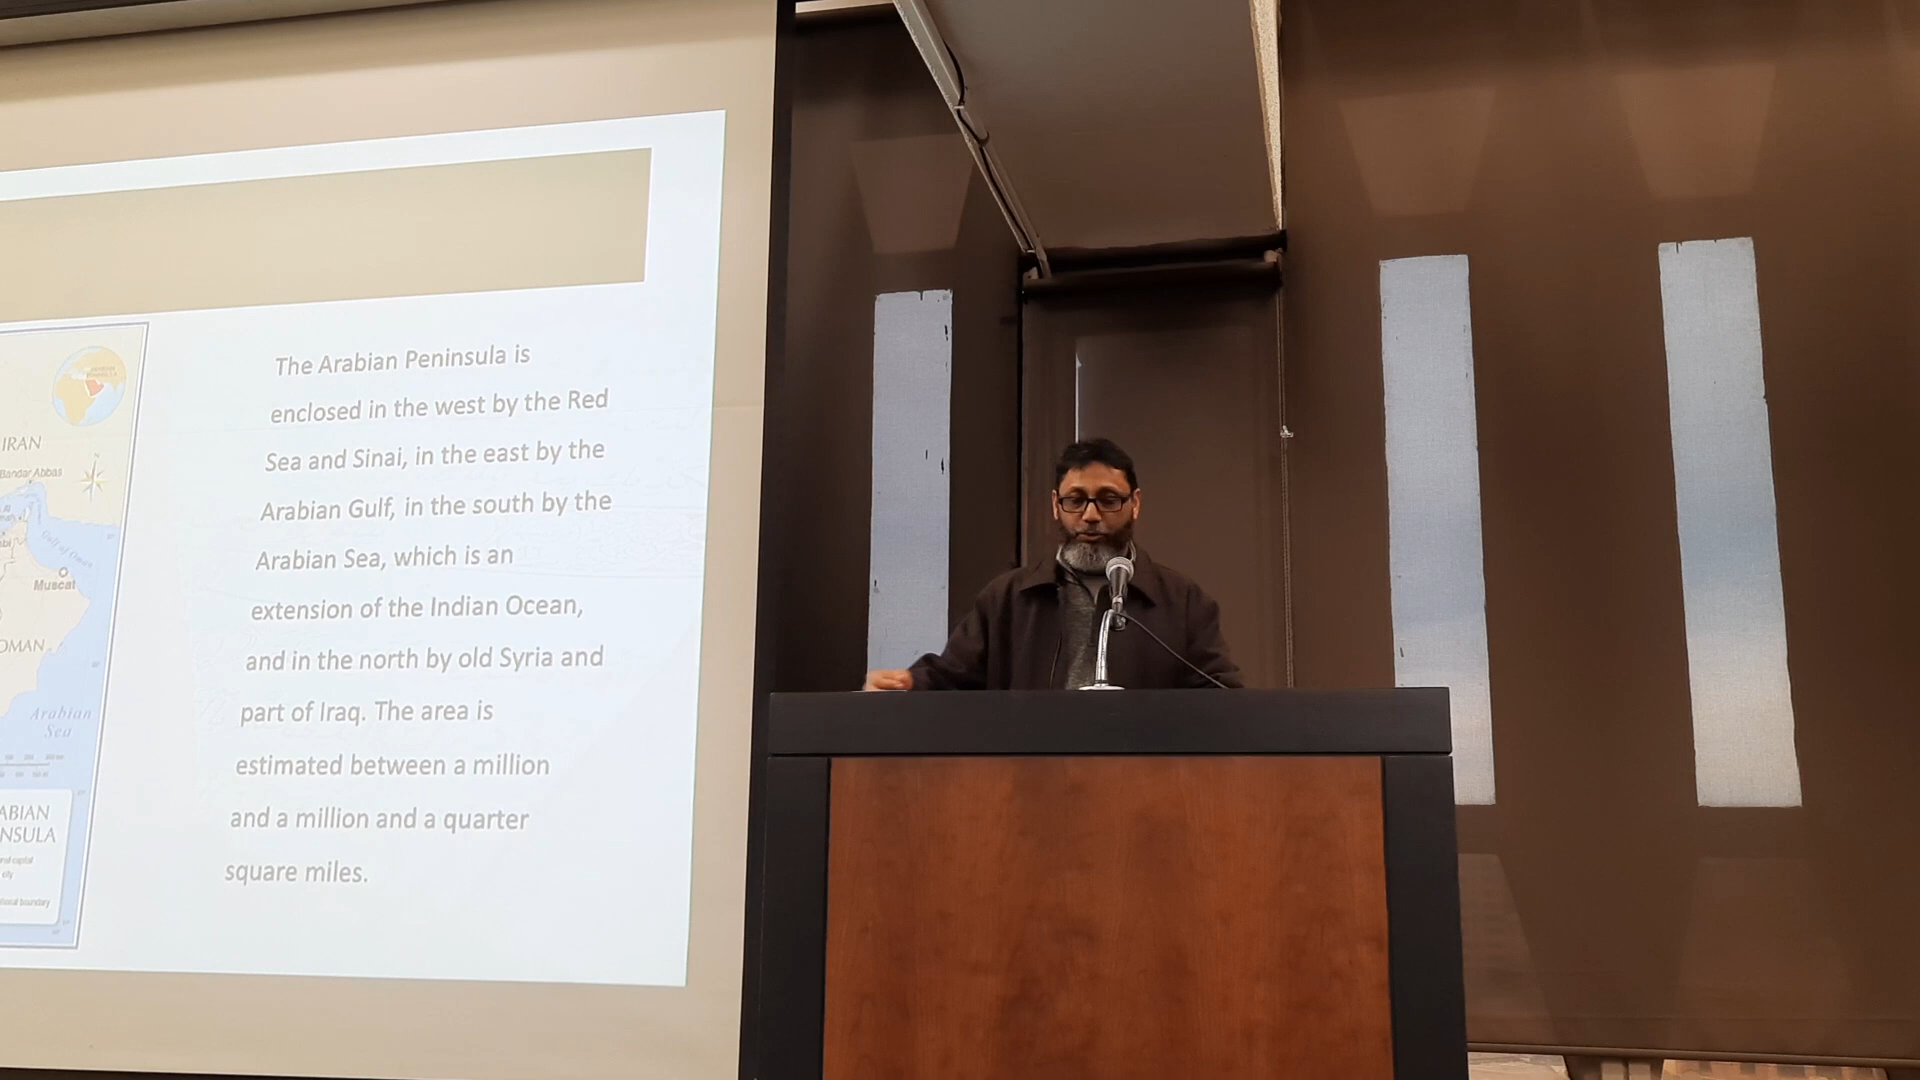 The Arabian Peninsula is
enclosed in the west by the Red
Sea and Sinai, in the east by the
Arabian Gulf, in the south by the
Arabian Sea, which is an
extension of the Indian Ocean,
and in the north by old Syria and
part of Iraq. The area is
estimated between a million
and a million and a quarter
square miles.
IRAN
N
Bandar Abbas
Gulf of Oman
Muscat
OMAN
Arabian
Sea
ABIAN
NSULA